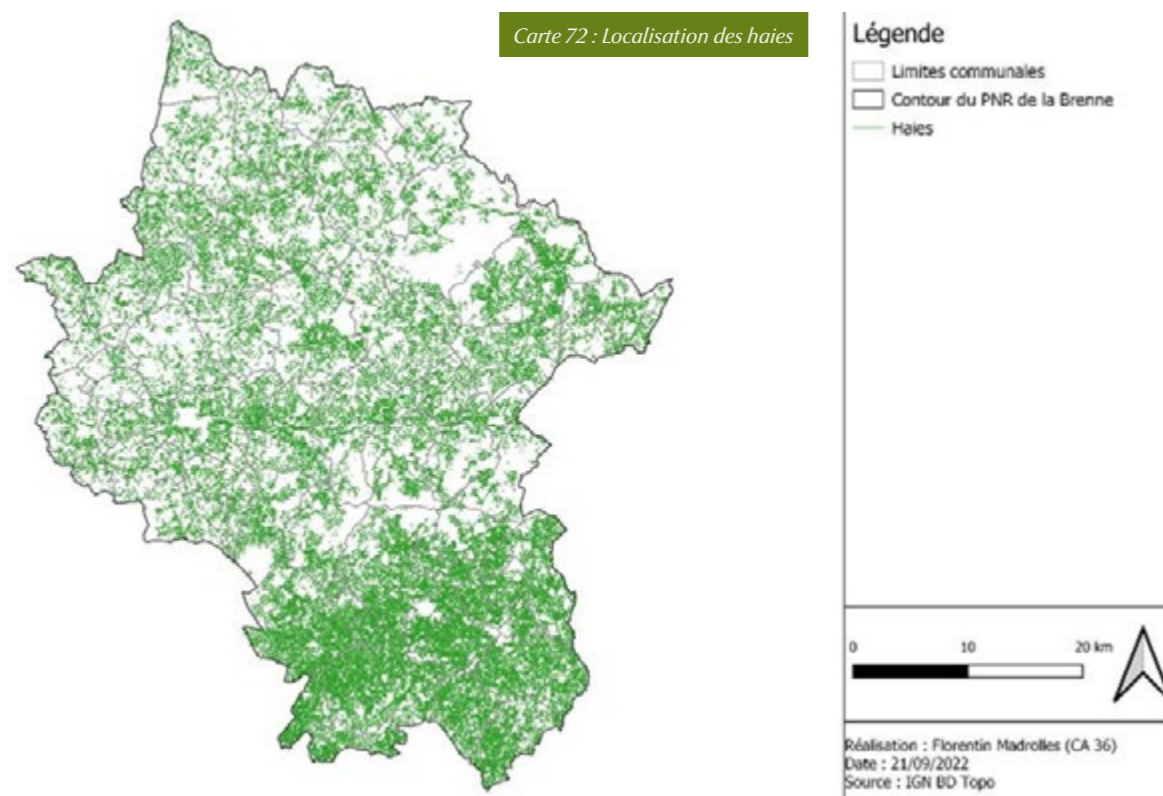 Carte 72 : Localisation des haies
Légende
Limites communales
Contour du PNR de la Brenne
Haies
0 10 20 km
Réalisation : Florentin Madrolles (CA 36)
Date : 21/09/2022
Source : IGN BD Topo